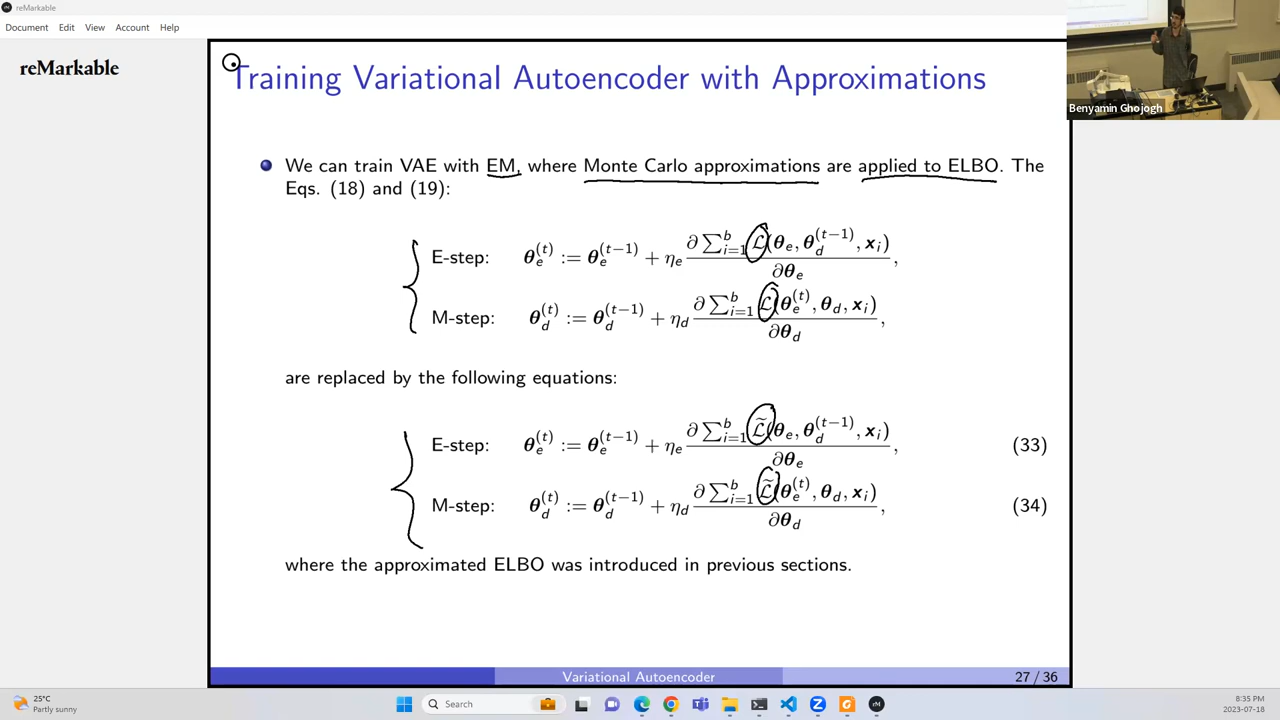 reMarkable
Document Edit View Account Help
reMarkable
Training Variational Autoencoder with Approximations
We can train VAE with EM, where Monte Carlo approximations are applied to ELBO. The
Eqs. (18) and (19):
E-step: θ_e^{(t)} := θ_e^{(t−1)} + η_e ∂ ∑_{i=1}^b ℒ(θ_e, θ_d^{(t−1)}, x_i) / ∂θ_e,
M-step: θ_d^{(t)} := θ_d^{(t−1)} + η_d ∂ ∑_{i=1}^b ℒ(θ_e^{(t)}, θ_d, x_i) / ∂θ_d,
are replaced by the following equations:
E-step: θ_e^{(t)} := θ_e^{(t−1)} + η_e ∂ ∑_{i=1}^b ℒ̃(θ_e, θ_d^{(t−1)}, x_i) / ∂θ_e, (33)
M-step: θ_d^{(t)} := θ_d^{(t−1)} + η_d ∂ ∑_{i=1}^b ℒ̃(θ_e^{(t)}, θ_d, x_i) / ∂θ_d, (34)
where the approximated ELBO was introduced in previous sections.
Variational Autoencoder 27 / 36
Benyamin Ghojogh
25°C
Partly sunny
Search
8:35 PM
2023-07-18